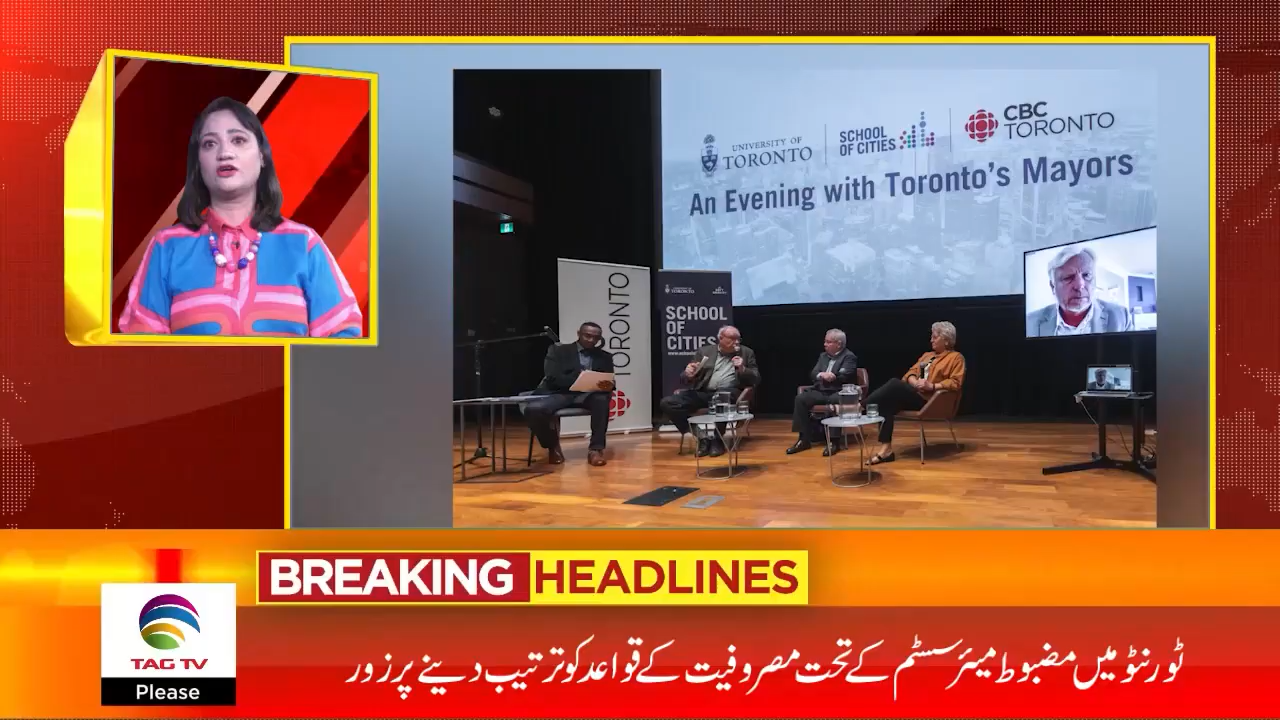 UNIVERSITY OF
TORONTO
SCHOOL
OF CITIES
CBC
TORONTO
An Evening with Toronto's Mayors
TORONTO
SCHOOL
OF
CITIES
BREAKING HEADLINES
TAG TV
Please
ٹورنٹو میں مضبوط میئر سسٹم کے تحت مصروفیت کے قواعد کو ترتیب دینے پر زور